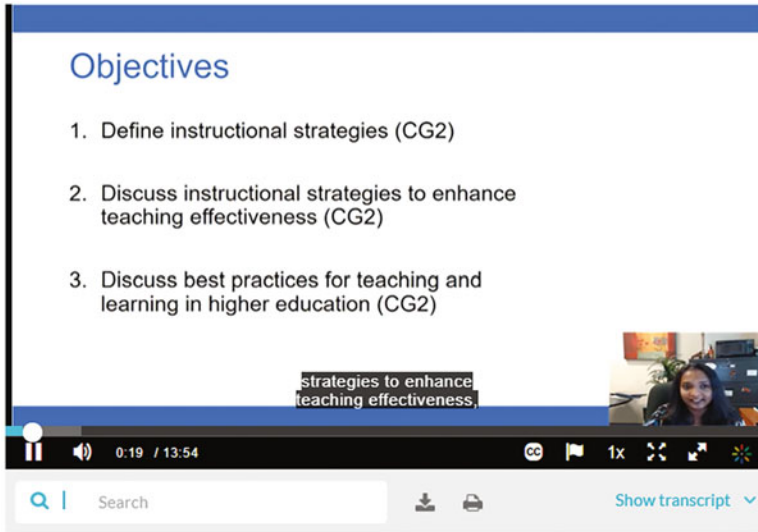 Objectives
1. Define instructional strategies (CG2)
2. Discuss instructional strategies to enhance
teaching effectiveness (CG2)
3. Discuss best practices for teaching and
learning in higher education (CG2)
strategies to enhance
teaching effectiveness,
0:19 / 13:54
CC
1x
Search
Show transcript